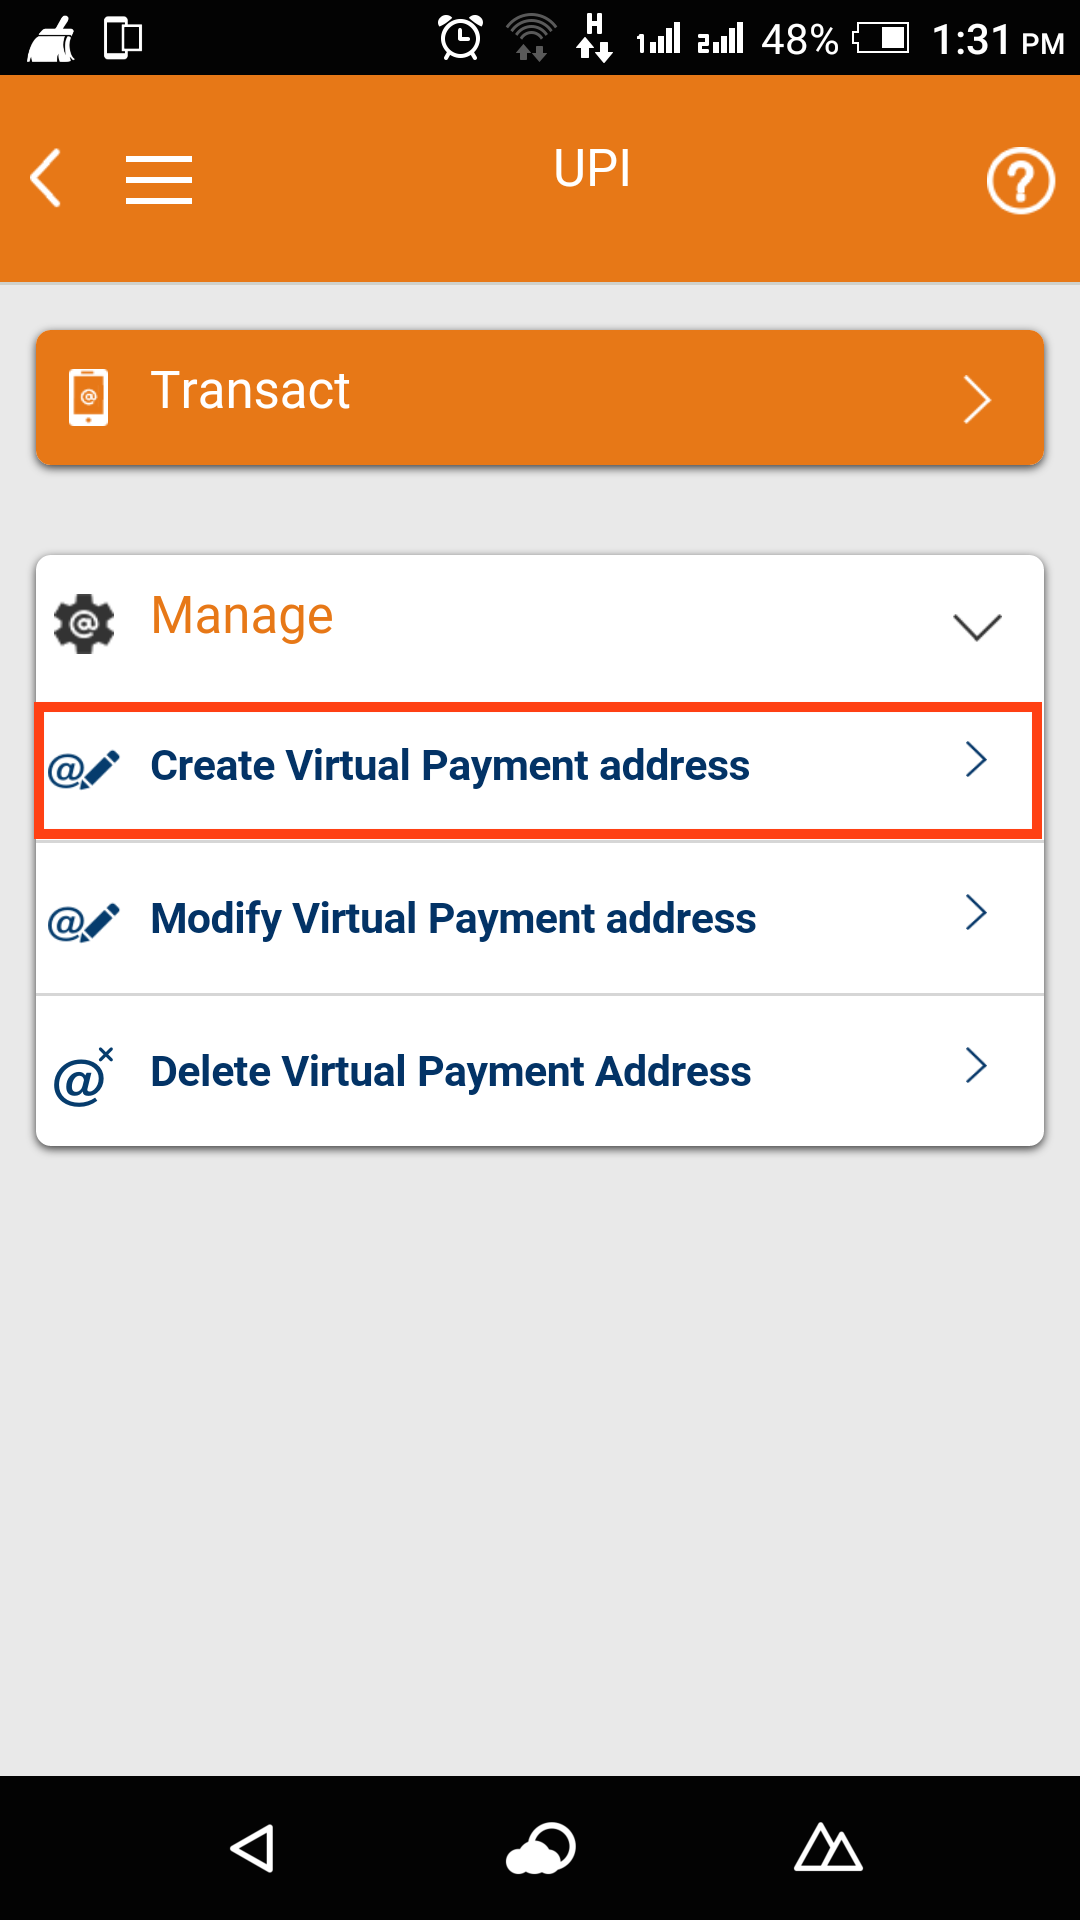 H 1 2 48% 1:31 PM
UPI
Transact
Manage
Create Virtual Payment address
Modify Virtual Payment address
Delete Virtual Payment Address